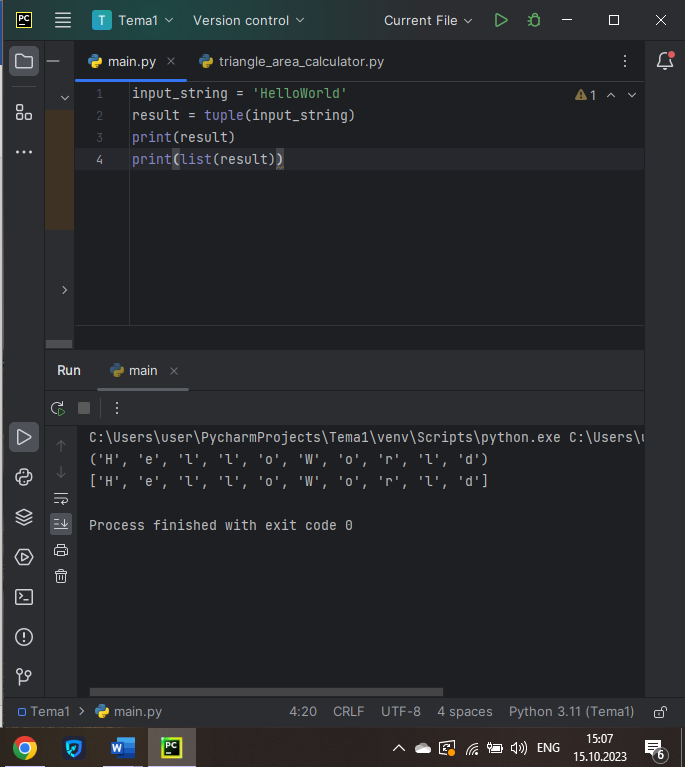 PC
T Tema1 Version control Current File
main.py triangle_area_calculator.py
1 input_string = 'HelloWorld' 1
2 result = tuple(input_string)
3 print(result)
4 print(list(result))
Run main
C:\Users\user\PycharmProjects\Tema1\venv\Scripts\python.exe C:\Users\u
('H', 'e', 'l', 'l', 'o', 'W', 'o', 'r', 'l', 'd')
['H', 'e', 'l', 'l', 'o', 'W', 'o', 'r', 'l', 'd']
Process finished with exit code 0
Tema1 main.py 4:20 CRLF UTF-8 4 spaces Python 3.11 (Tema1)
W PC ENG 15:07
15.10.2023 6